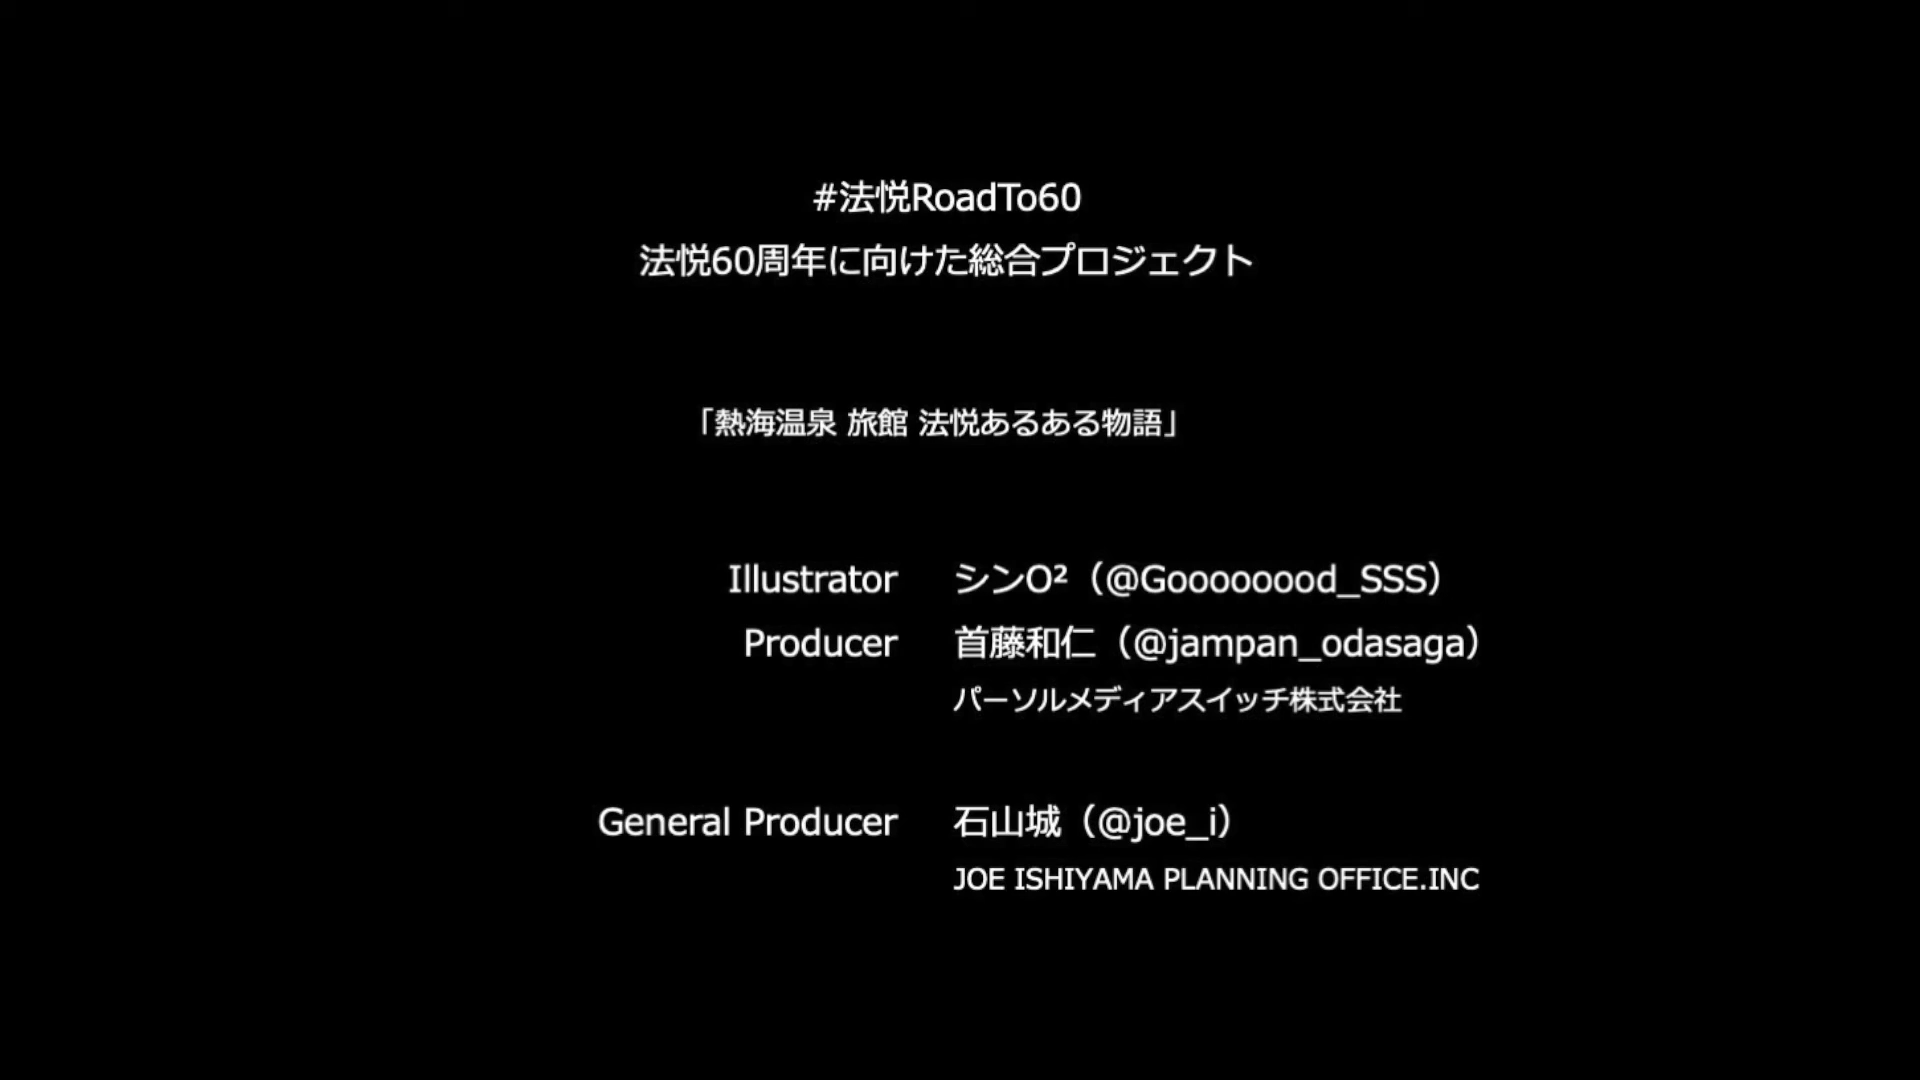 #法悦RoadTo60
法悦60周年に向けた総合プロジェクト
「熱海温泉 旅館 法悦あるある物語」
Illustrator シンO²（@Goooooood_SSS）
Producer 首藤和仁（@jampan_odasaga）
パーソルメディアスイッチ株式会社
General Producer 石山城（@joe_i）
JOE ISHIYAMA PLANNING OFFICE.INC